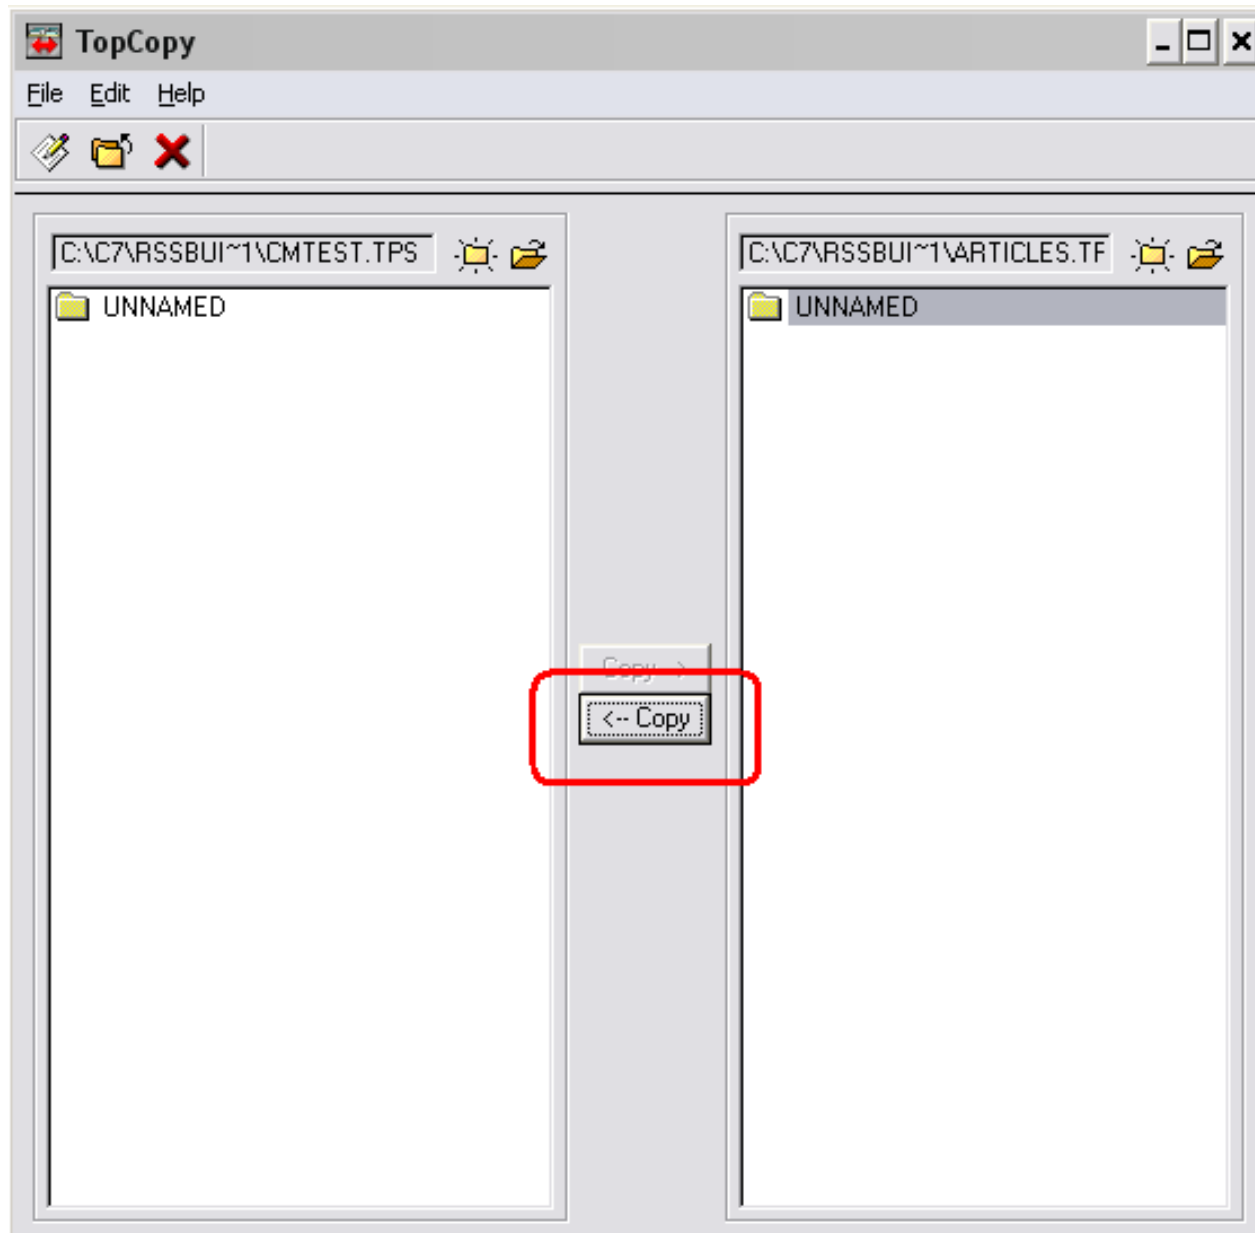 TopCopy
File Edit Help
C:\C7\RSSBUI~1\CMTEST.TPS
UNNAMED
C:\C7\RSSBUI~1\ARTICLES.TF
UNNAMED
Copy -->
<-- Copy